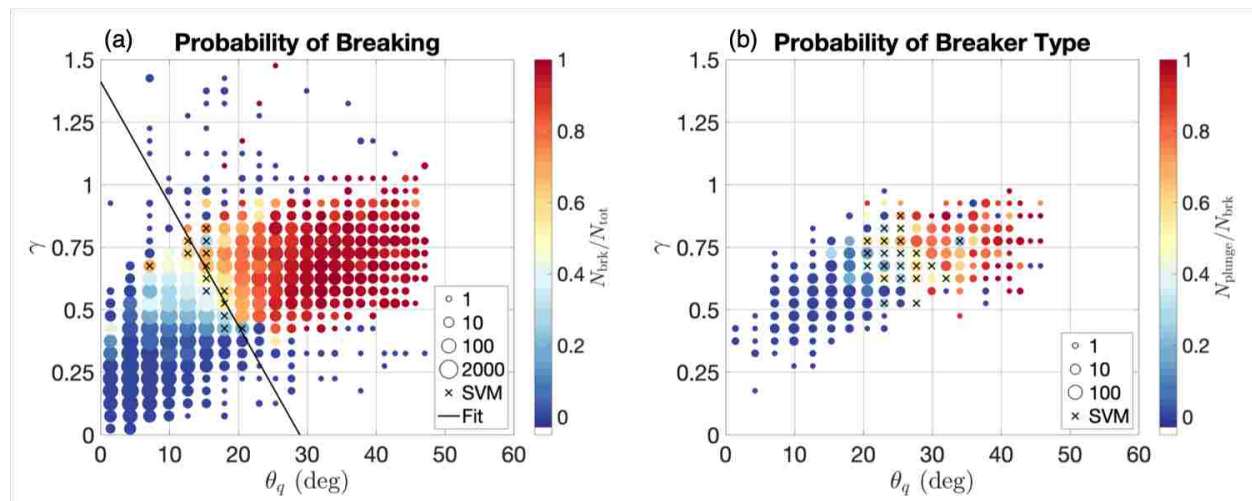 (a) Probability of Breaking
1.5
1.25
1
0.75
0.5
0.25
0
γ
0 10 20 30 40 50 60
θq (deg)
1
10
100
2000
SVM
Fit
1
0.8
0.6
0.4
0.2
0
Nbrk/Ntot
(b) Probability of Breaker Type
1.5
1.25
1
0.75
0.5
0.25
0
γ
0 10 20 30 40 50 60
θq (deg)
1
10
100
SVM
1
0.8
0.6
0.4
0.2
0
Nplunge/Nbrk